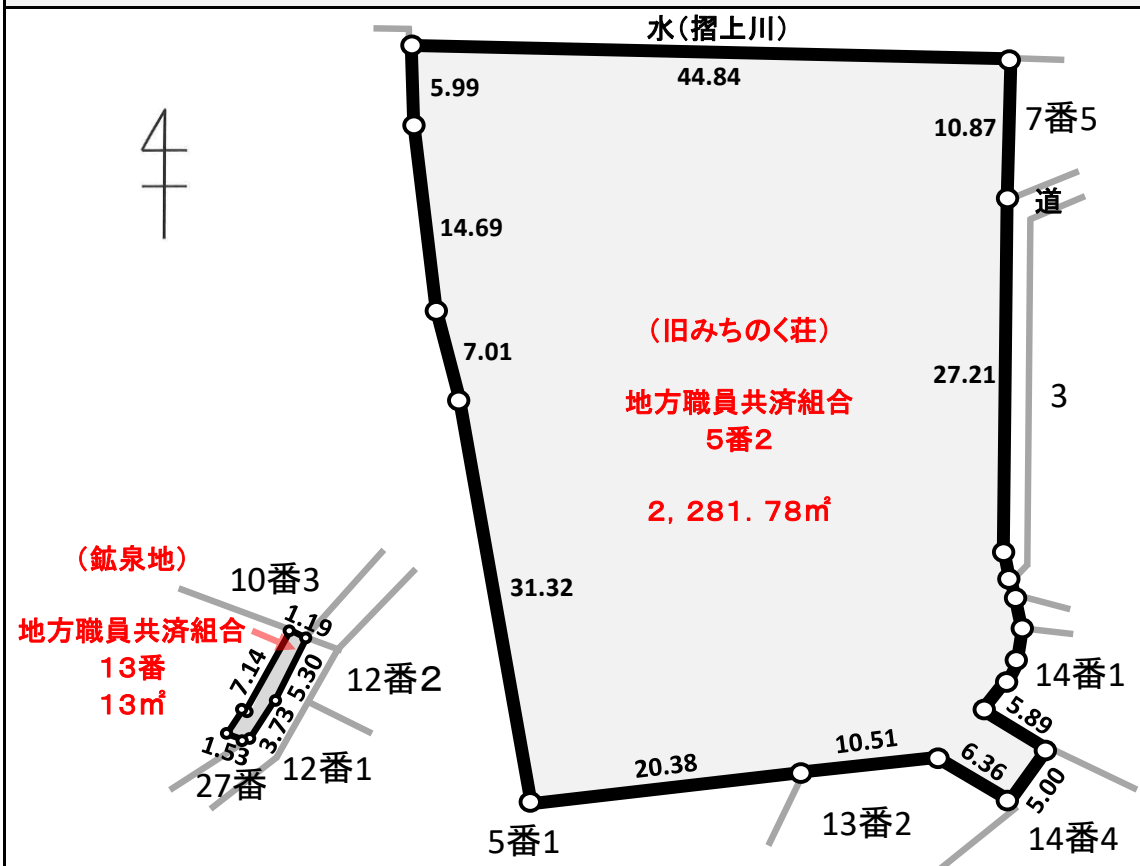 水(摺上川)
44.84
5.99
10.87
7番5
道
14.69
(旧みちのく荘)
7.01
27.21
地方職員共済組合
3
5番2
2,281.78㎡
(鉱泉地)
10番3
31.32
1.19
地方職員共済組合
13番
13㎡
7.14
5.30
12番2
14番1
3.73
5.89
1.53
12番1
27番
20.38
10.51
6.36
5.00
5番1
13番2
14番4